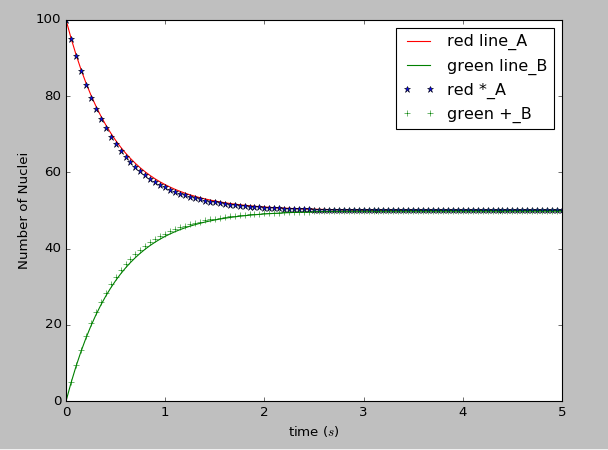 100
80
60
40
20
0
Number of Nuclei
red line_A
green line_B
red *_A
green +_B
0 1 2 3 4 5
time (s)